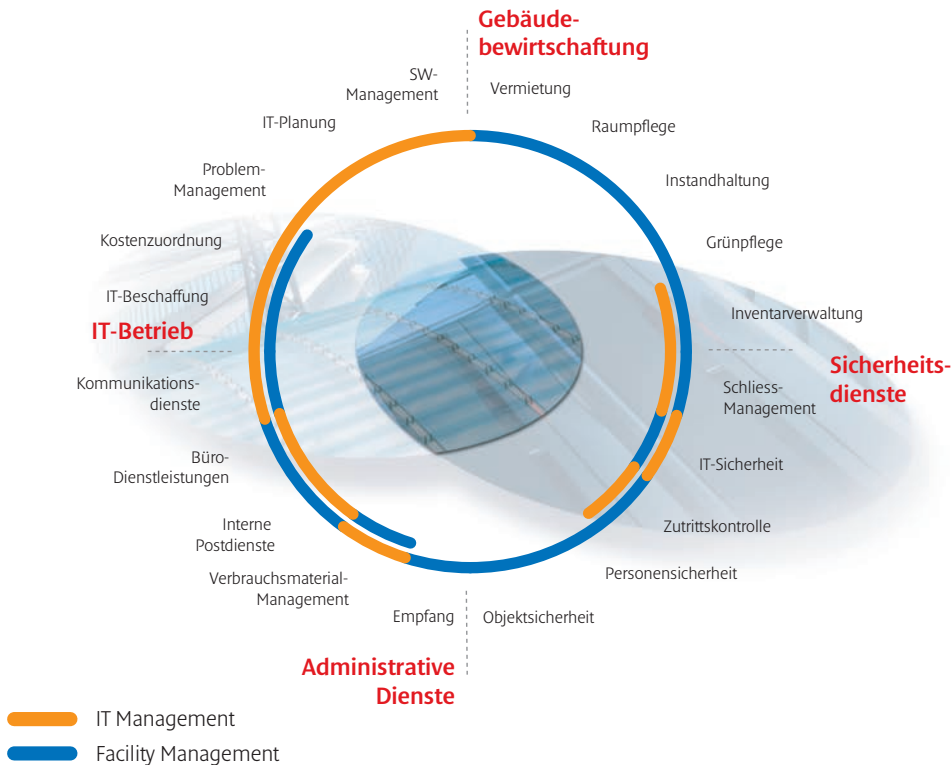 Gebäude-
bewirtschaftung
SW-
Management
Vermietung
IT-Planung
Raumpflege
Problem-
Management
Instandhaltung
Kostenzuordnung
Grünpflege
IT-Beschaffung
Inventarverwaltung
IT-Betrieb
Sicherheits-
dienste
Kommunikations-
dienste
Schliess-
Management
Büro-
Dienstleistungen
IT-Sicherheit
Interne
Postdienste
Zutrittskontrolle
Verbrauchsmaterial-
Management
Personensicherheit
Empfang
Objektsicherheit
Administrative
Dienste
IT Management
Facility Management